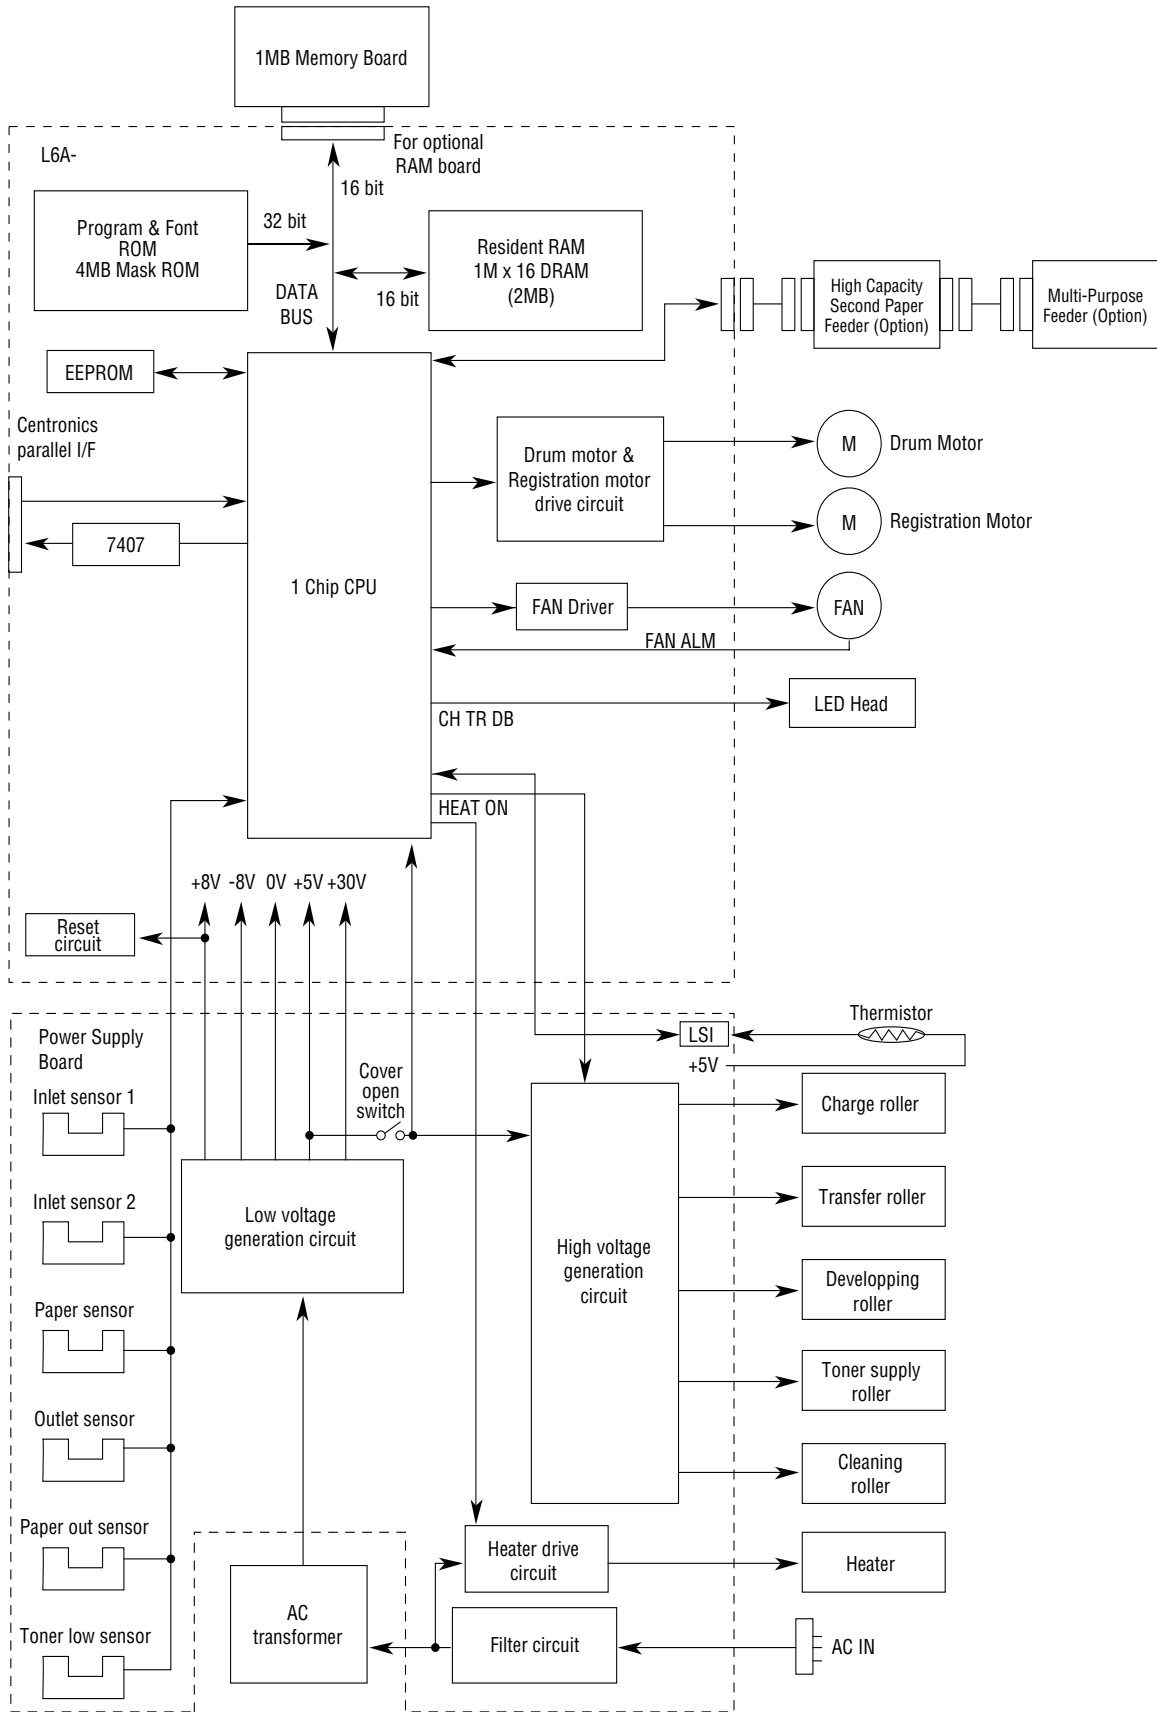 1MB Memory Board
L6A-
For optional
RAM board
16 bit
Program & Font
ROM
4MB Mask ROM
32 bit
Resident RAM
1M x 16 DRAM
(2MB)
DATA
BUS
16 bit
High Capacity
Second Paper
Feeder (Option)
Multi-Purpose
Feeder (Option)
EEPROM
Centronics
parallel I/F
7407
1 Chip CPU
Drum motor &
Registration motor
drive circuit
M
Drum Motor
M
Registration Motor
FAN Driver
FAN
FAN ALM
LED Head
CH TR DB
HEAT ON
+8V
-8V
0V
+5V
+30V
Reset
circuit
Power Supply
Board
LSI
Thermistor
+5V
Cover
open
switch
Inlet sensor 1
Inlet sensor 2
Paper sensor
Outlet sensor
Paper out sensor
Toner low sensor
Low voltage
generation circuit
High voltage
generation
circuit
Charge roller
Transfer roller
Developping
roller
Toner supply
roller
Cleaning
roller
Heater drive
circuit
Heater
AC
transformer
Filter circuit
AC IN